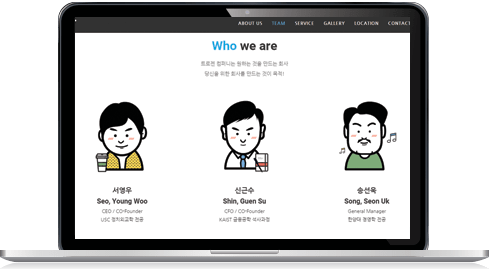 ABOUT US TEAM SERVICE GALLERY LOCATION CONTACT
Who we are
토로몬 컴퍼니는 원하는 것을 만드는 회사
당신을 위한 회사를 만드는 것이 목적!
서영우
Seo, Young Woo
CEO / CO-Founder
USC 정치외교학 전공
신근수
Shin, Guen Su
CFO / CO-Founder
KAIST 금융공학 석사과정
송선욱
Song, Seon Uk
General Manager
한양대 경영학 전공